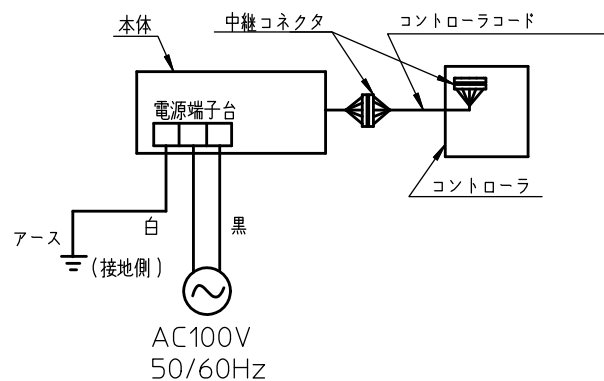 本体
中継コネクタ
コントローラコード
電源端子台
コントローラ
白
黒
アース
(接地側)
AC100V
50/60Hz